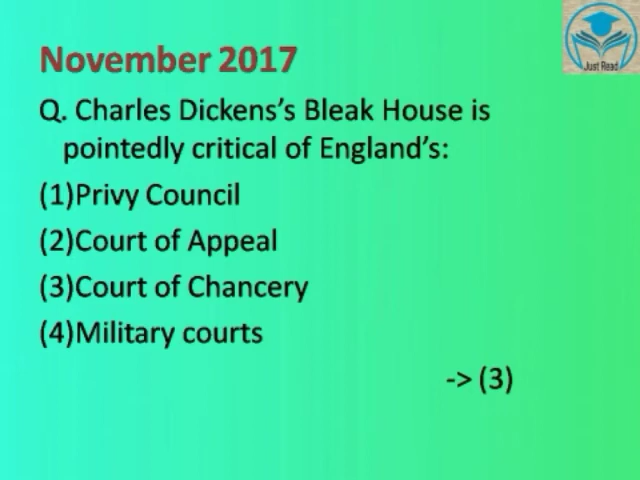 Just Read
November 2017
Q. Charles Dickens’s Bleak House is
pointedly critical of England’s:
(1)Privy Council
(2)Court of Appeal
(3)Court of Chancery
(4)Military courts
-> (3)